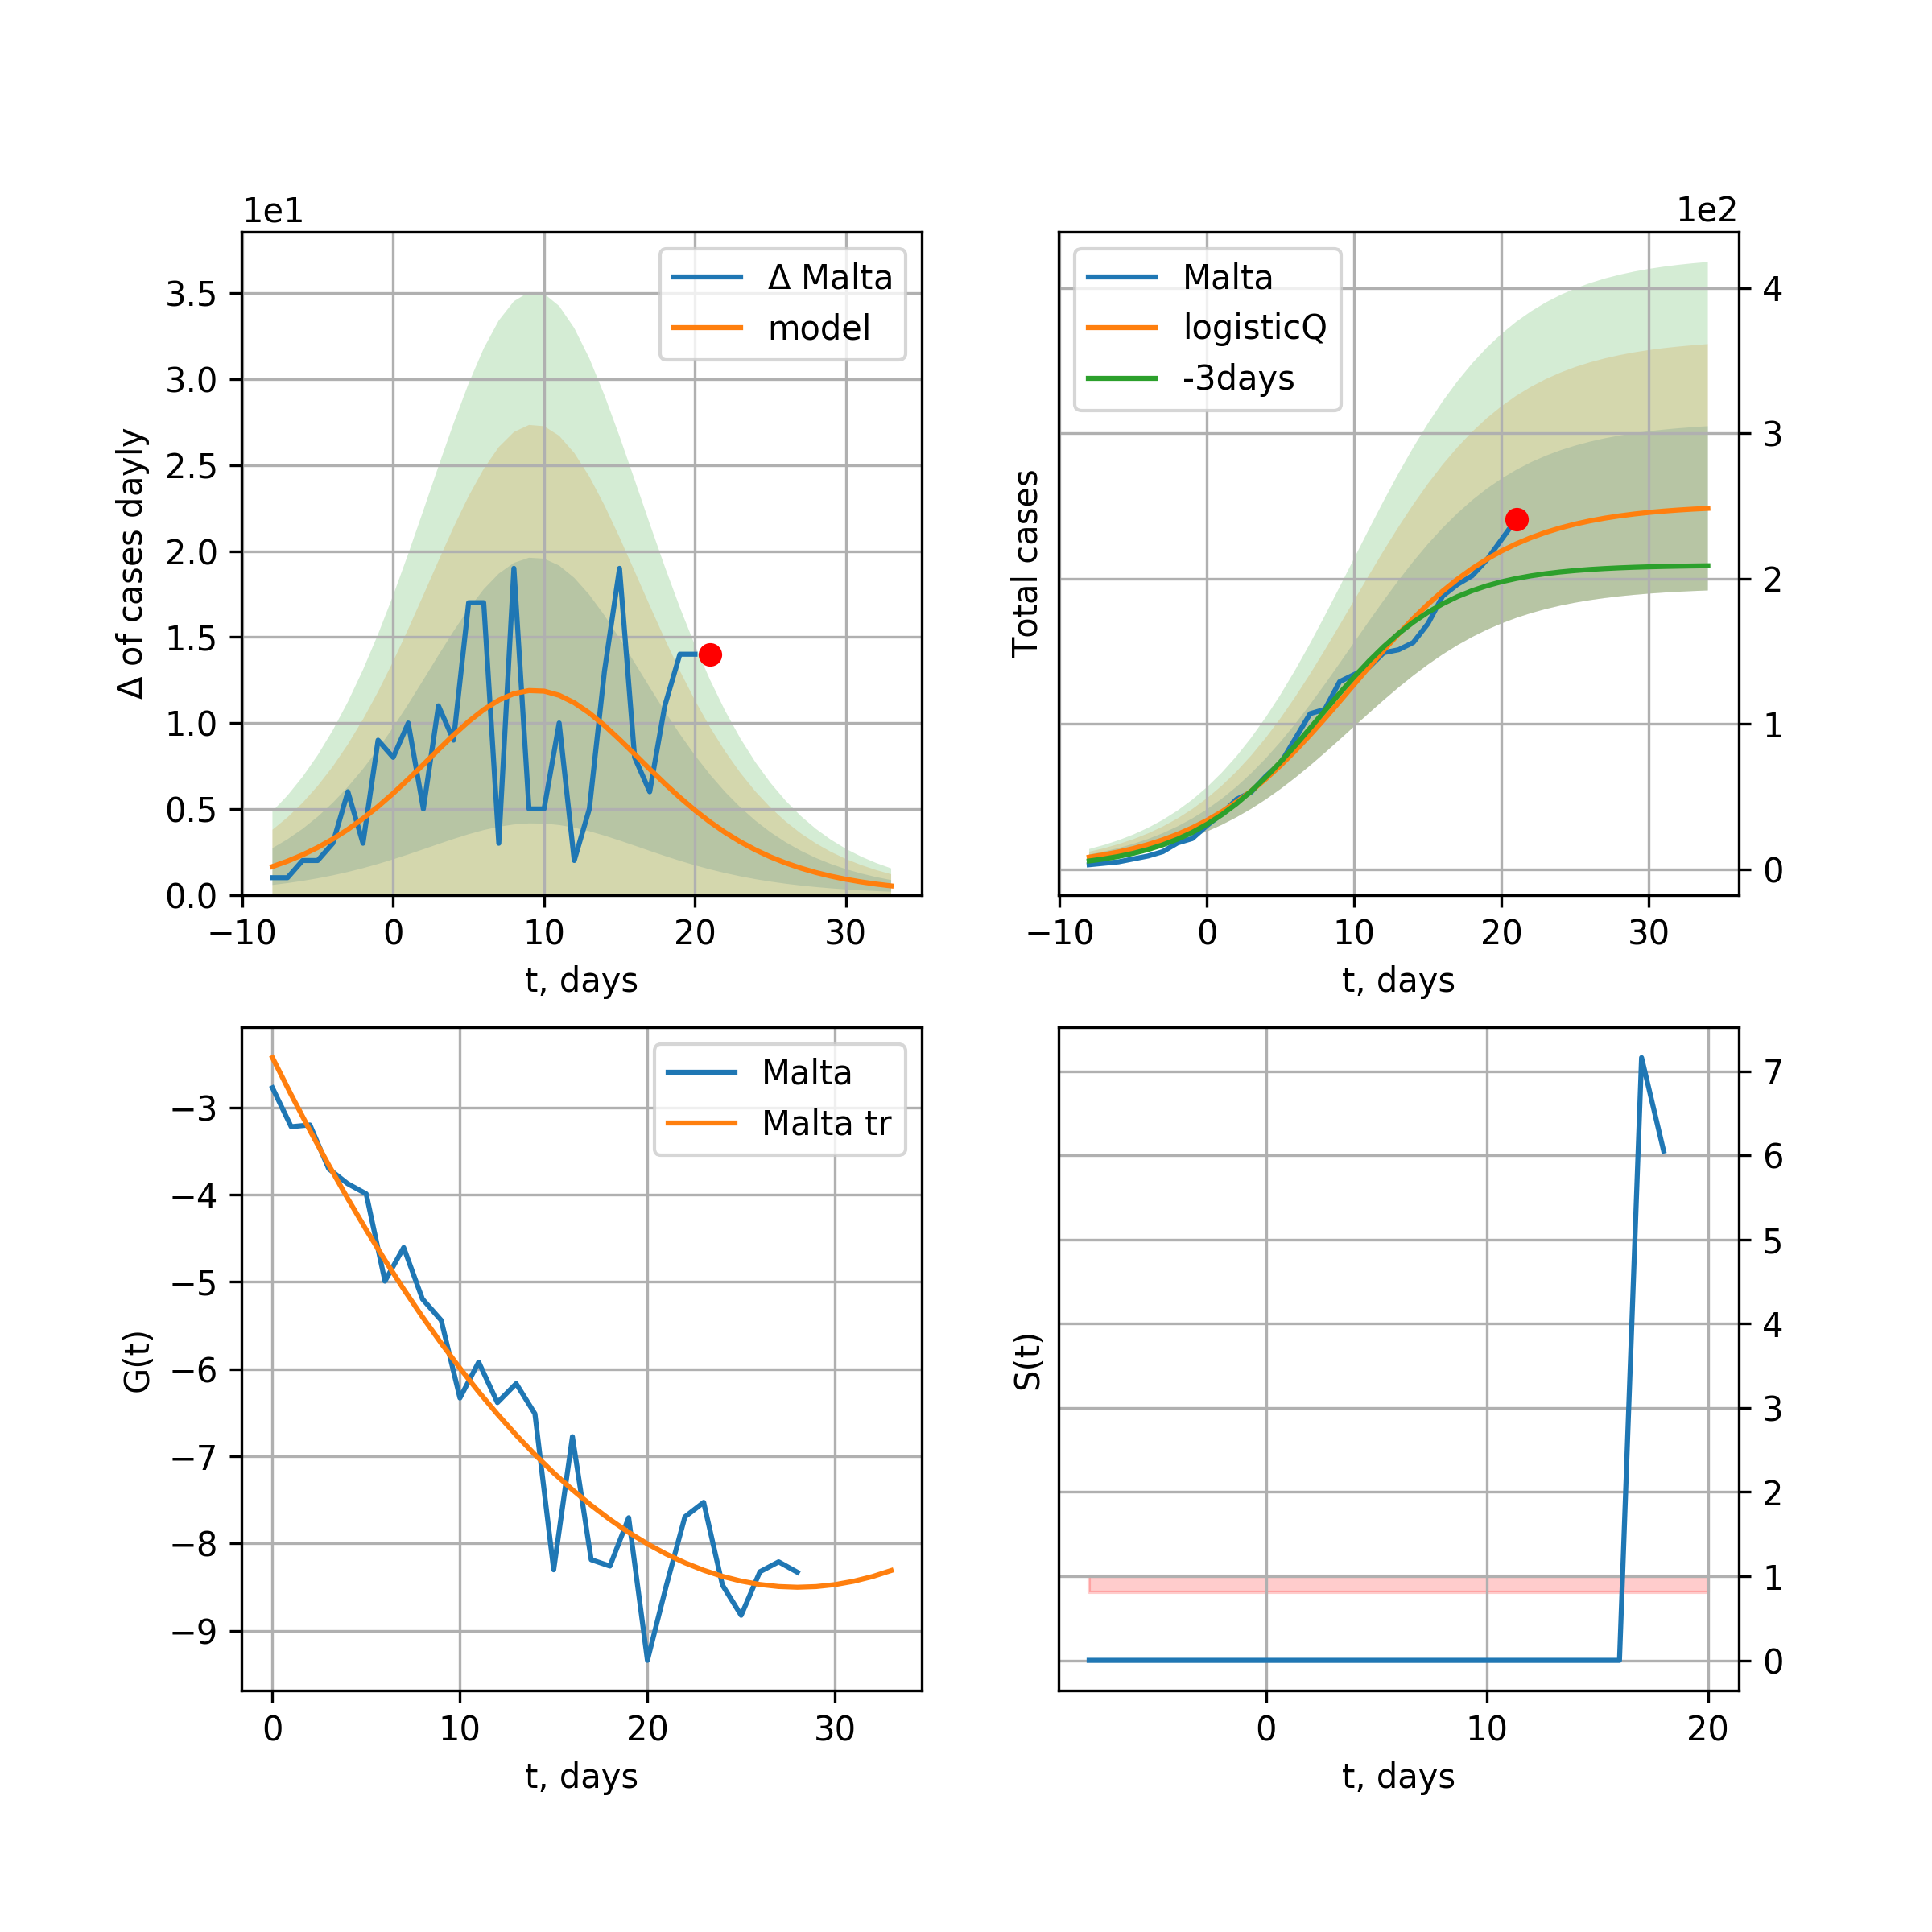 1e1
Δ of cases dayly
3.5
3.0
2.5
2.0
1.5
1.0
0.5
0.0
−10 0 10 20 30
t, days
Δ Malta
model
1e2
Total cases
4
3
2
1
0
−10 0 10 20 30
t, days
Malta
logisticQ
-3days
G(t)
−3
−4
−5
−6
−7
−8
−9
0 10 20 30
t, days
Malta
Malta tr
S(t)
7
6
5
4
3
2
1
0
0 10 20
t, days